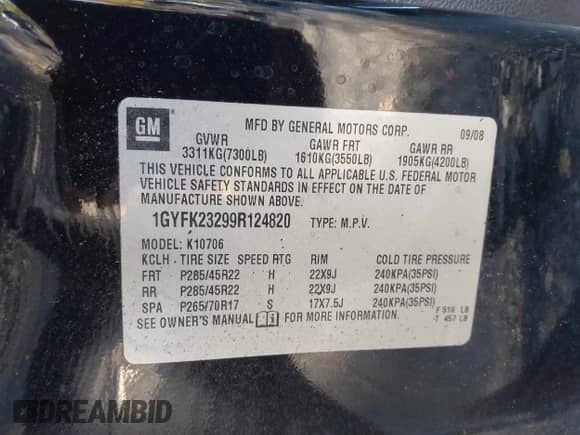 GM
MFD BY GENERAL MOTORS CORP. 09/08
GVWR GAWR FRT GAWR RR
3311KG(7300LB) 1610KG(3550LB) 1905KG(4200LB)
THIS VEHICLE CONFORMS TO ALL APPLICABLE U.S. FEDERAL MOTOR
VEHICLE SAFETY STANDARDS IN EFFECT ON THE DATE OF
MANUFACTURE SHOWN ABOVE.
1GYFK23299R124820 TYPE: M.P.V.
MODEL: K10706
KCLH - TIRE SIZE SPEED RTG RIM COLD TIRE PRESSURE
FRT P285/45R22 H 22X9J 240KPA(35PSI)
RR P285/45R22 H 22X9J 240KPA(35PSI)
SPA P265/70R17 S 17X7.5J 240KPA(35PSI)
SEE OWNER'S MANUAL FOR MORE INFORMATION.
F 516 LB
T 457 LB
DREAMBID